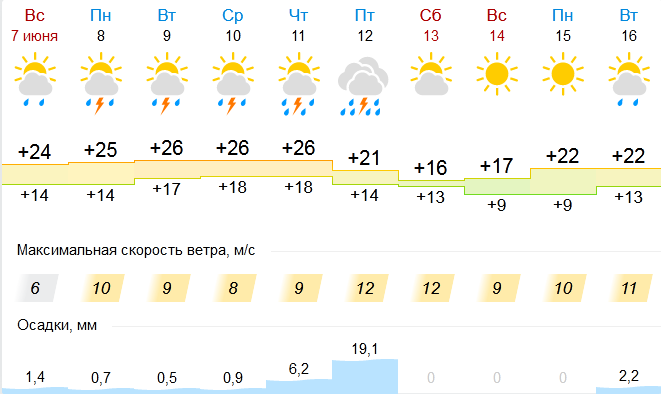 Вс Пн Вт Ср Чт Пт Сб Вс Пн Вт
7 июня 8 9 10 11 12 13 14 15 16
+24 +25 +26 +26 +26 +21 +16 +17 +22 +22
+14 +14 +17 +18 +18 +14 +13 +9 +9 +13
Максимальная скорость ветра, м/с
6 10 9 8 9 12 12 9 10 11
Осадки, мм
1,4 0,7 0,5 0,9 6,2 19,1 0 0 0 2,2